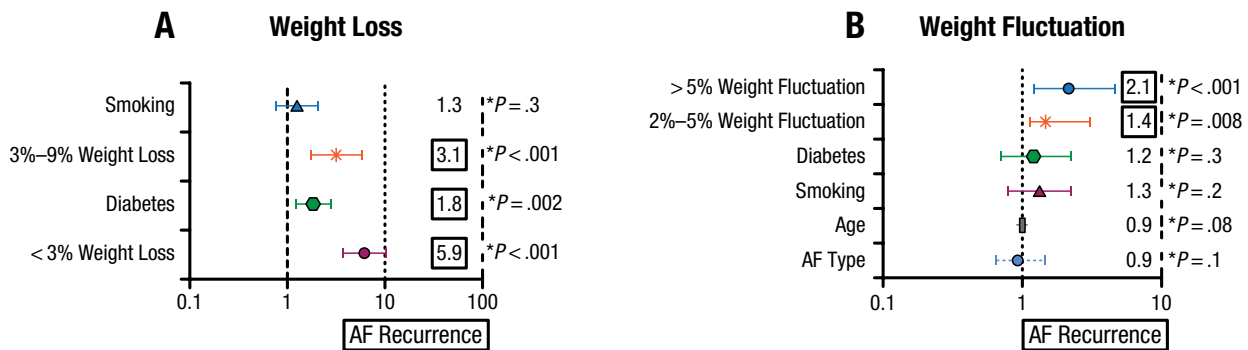 A Weight Loss
Smoking 1.3 *P = .3
3%–9% Weight Loss 3.1 *P < .001
Diabetes 1.8 *P = .002
< 3% Weight Loss 5.9 *P < .001
0.1 1 10 100
AF Recurrence
B Weight Fluctuation
> 5% Weight Fluctuation 2.1 *P < .001
2%–5% Weight Fluctuation 1.4 *P = .008
Diabetes 1.2 *P = .3
Smoking 1.3 *P = .2
Age 0.9 *P = .08
AF Type 0.9 *P = .1
0.1 1 10
AF Recurrence